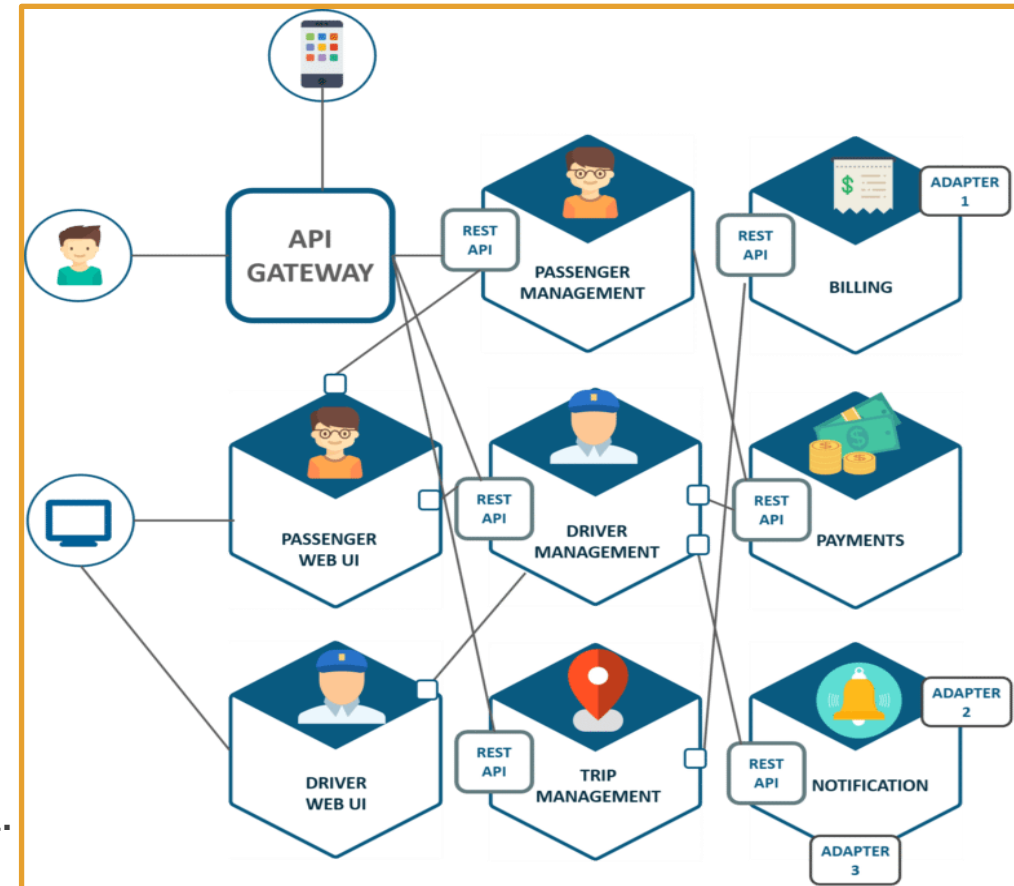 API
GATEWAY
REST
API
PASSENGER
MANAGEMENT
REST
API
BILLING
ADAPTER
1
PASSENGER
WEB UI
REST
API
DRIVER
MANAGEMENT
REST
API
PAYMENTS
DRIVER
WEB UI
REST
API
TRIP
MANAGEMENT
REST
API
NOTIFICATION
ADAPTER
2
ADAPTER
3